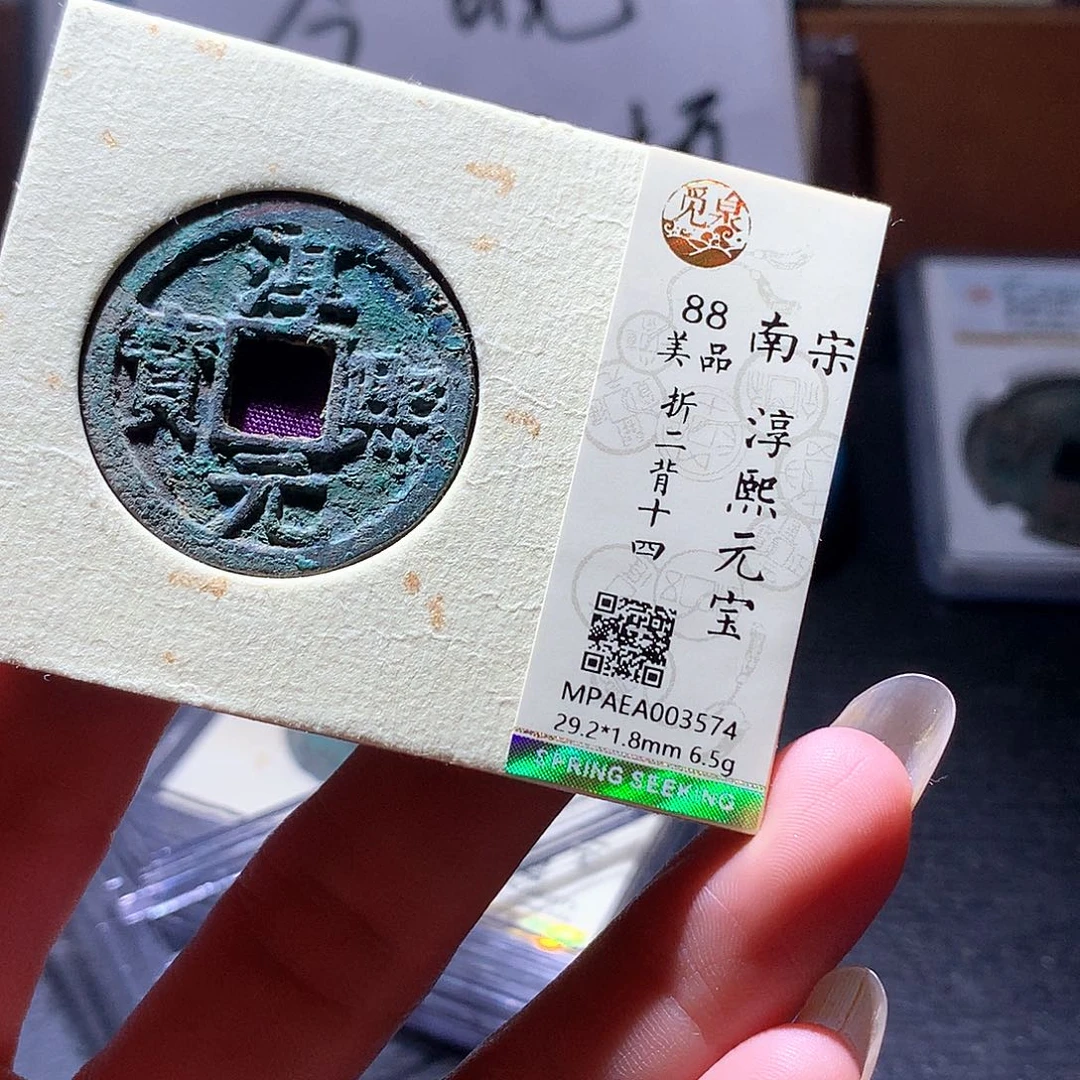 淳熙元寶
觅泉
88
美品
南宋
淳熙元宝
折二背十四
MPAEA003574
29.2*1.8mm 6.5g
SPRING SEEKING